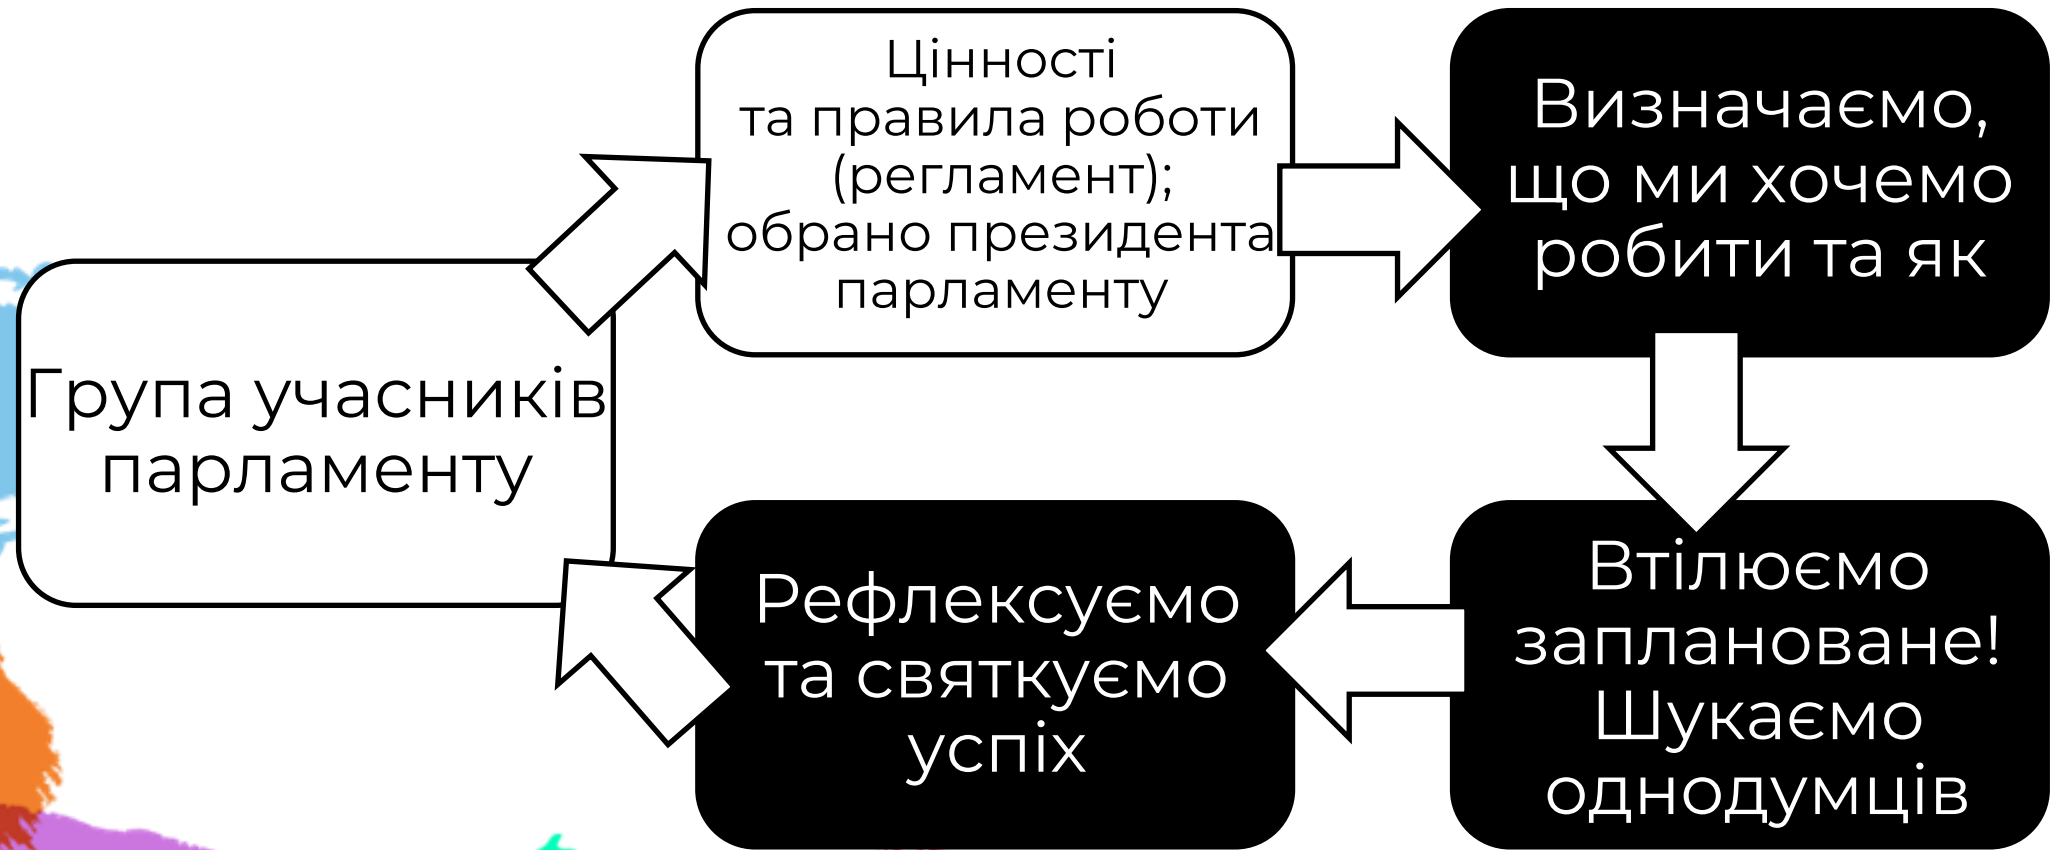 Група учасників
парламенту
Цінності
та правила роботи
(регламент);
обрано президента
парламенту
Визначаємо,
що ми хочемо
робити та як
Втілюємо
заплановане!
Шукаємо
однодумців
Рефлексуємо
та святкуємо
успіх